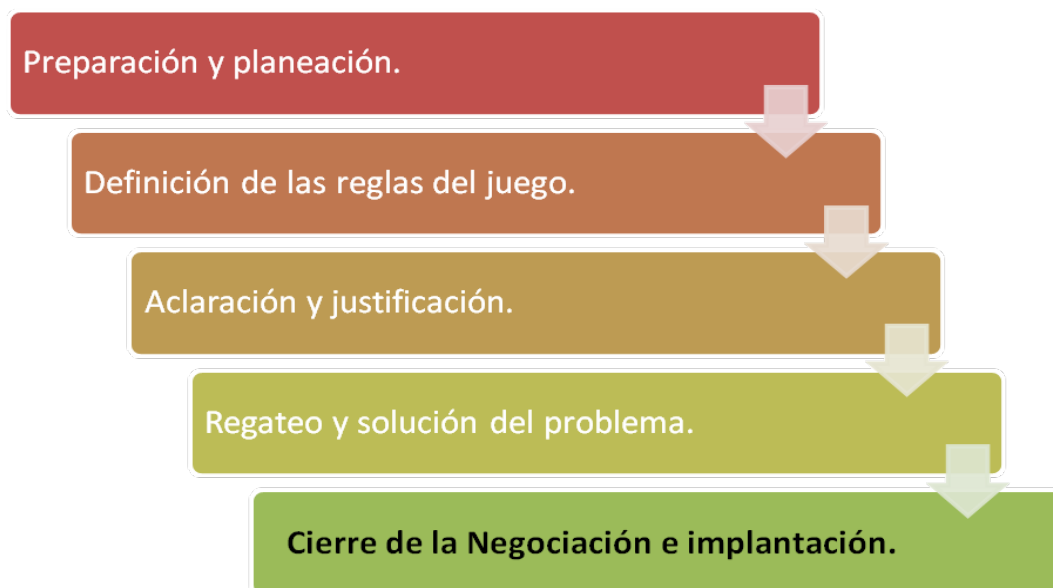 Preparación y planeación.
Definición de las reglas del juego.
Aclaración y justificación.
Regateo y solución del problema.
Cierre de la Negociación e implantación.